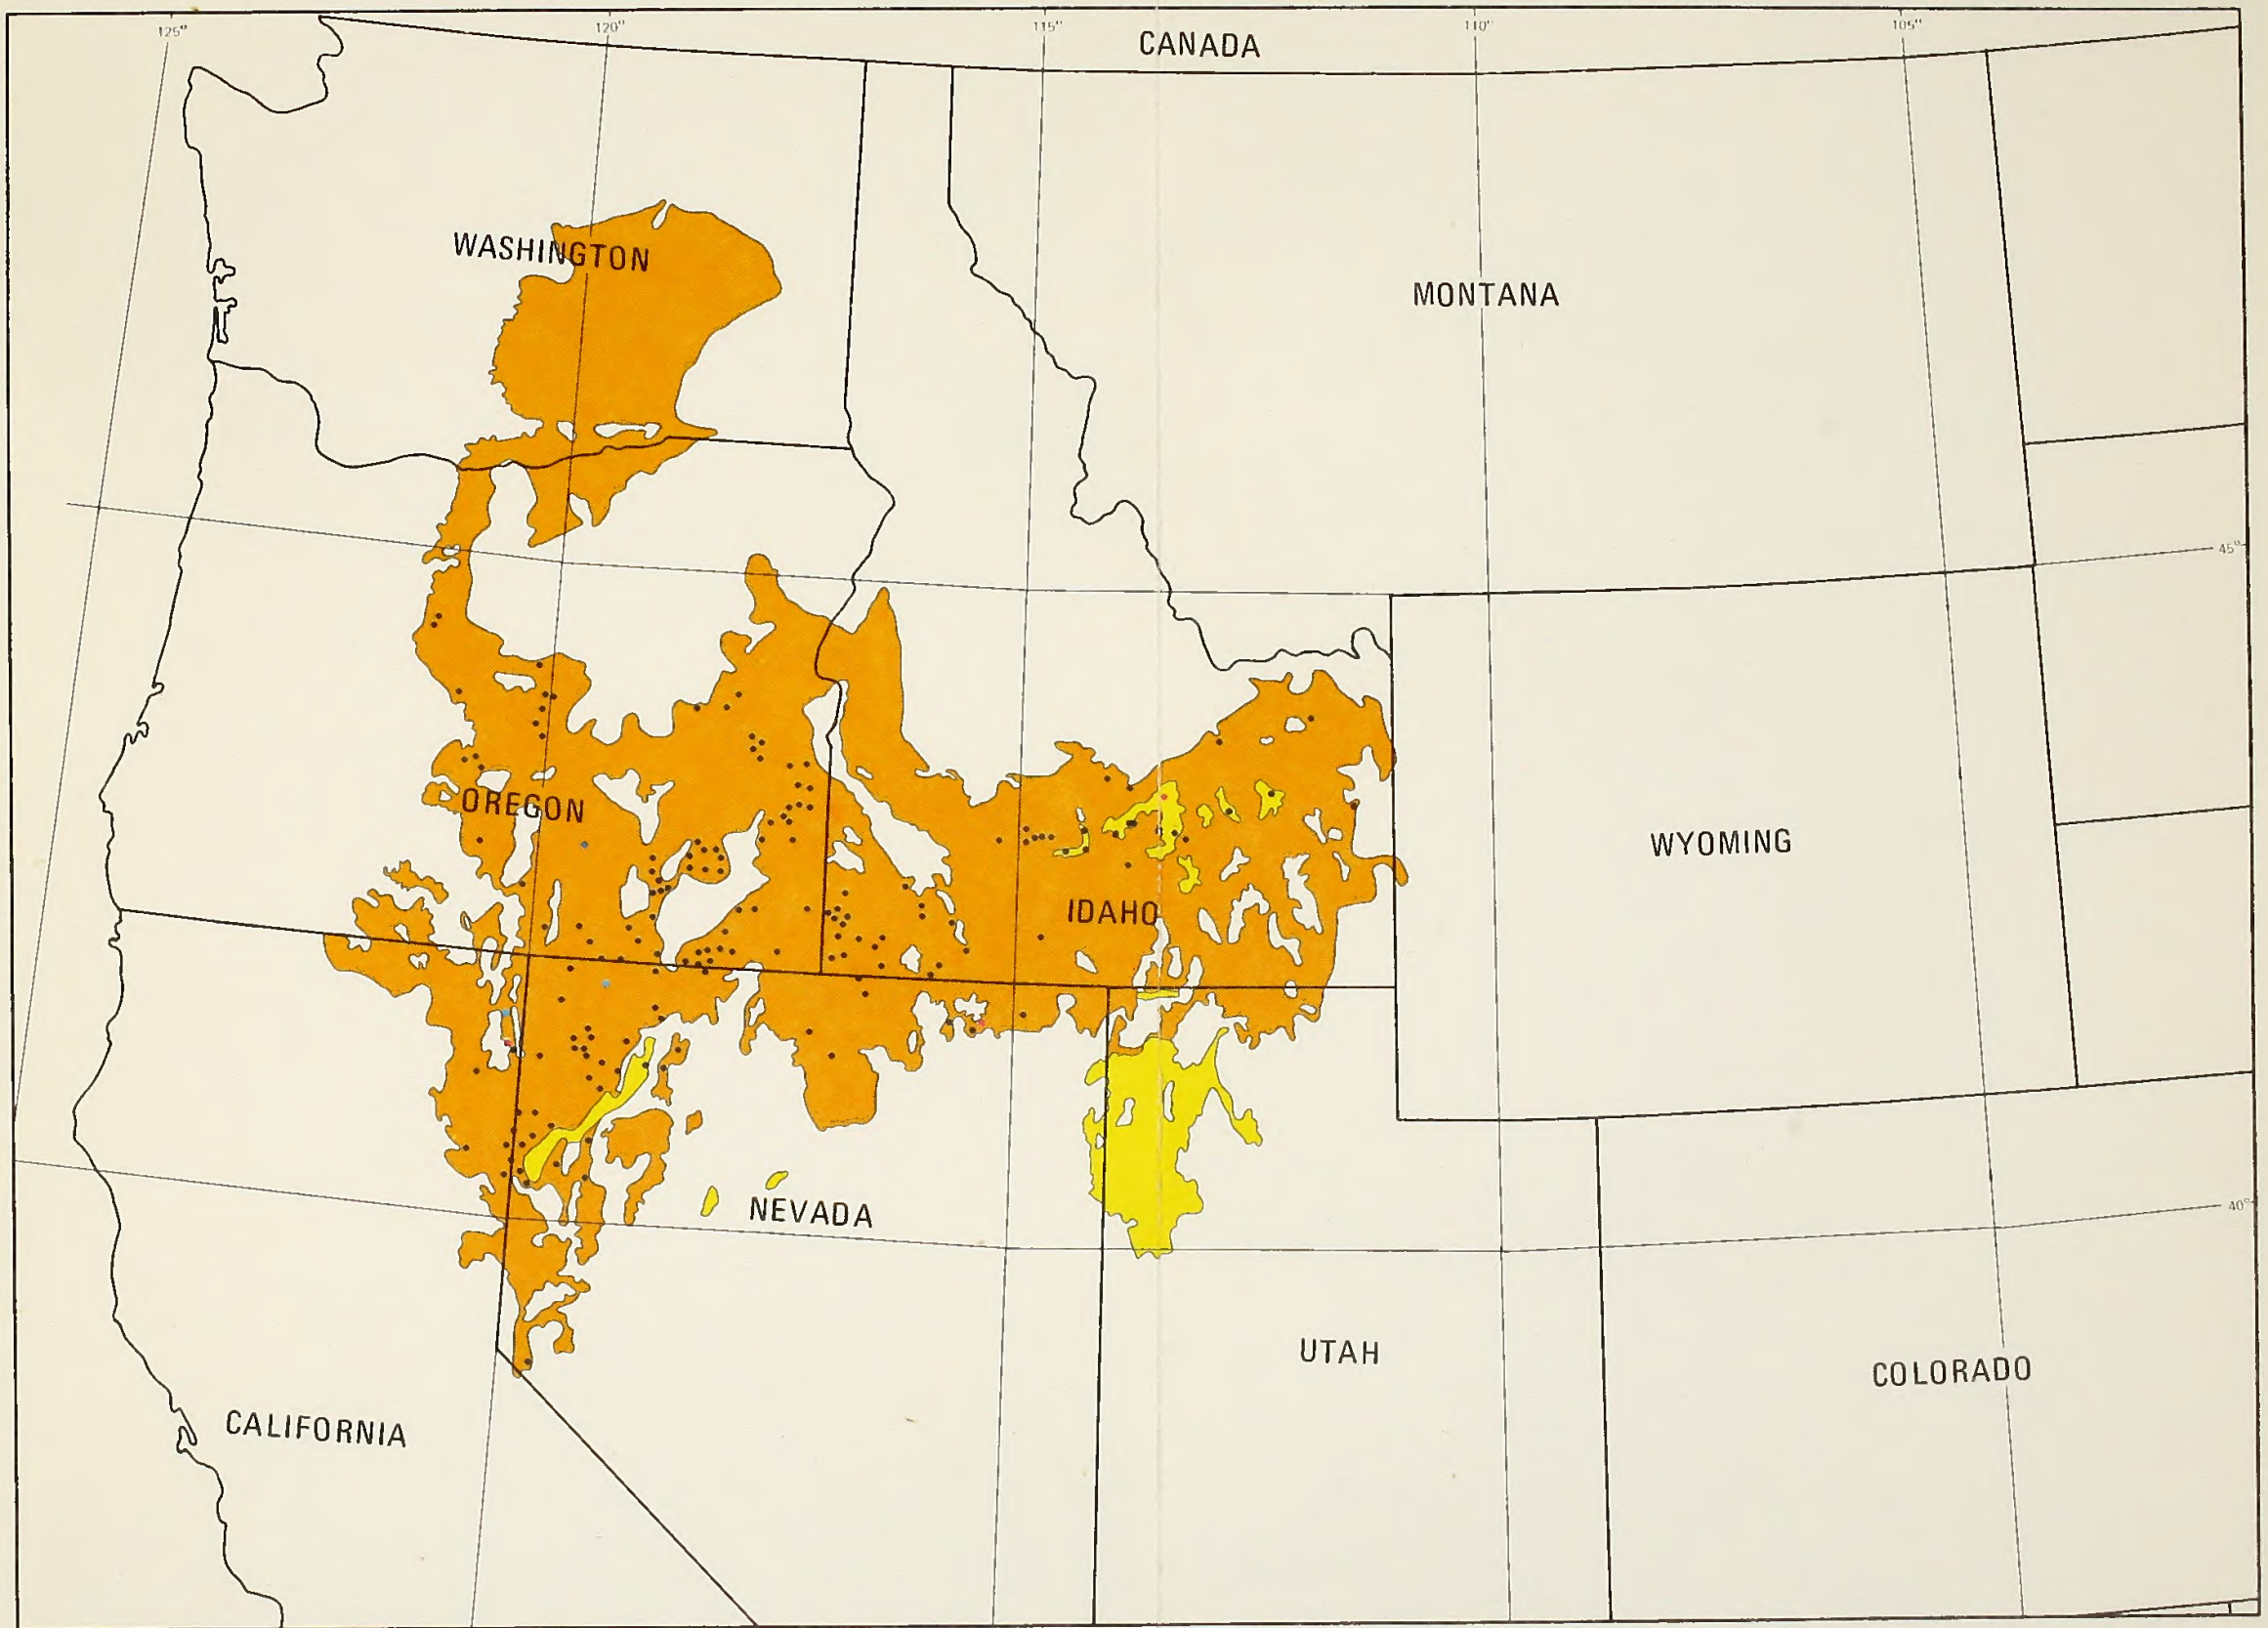 125°
120°
115°
110°
105°
CANADA
WASHINGTON
MONTANA
45°
OREGON
WYOMING
IDAHO
NEVADA
40°
UTAH
COLORADO
CALIFORNIA